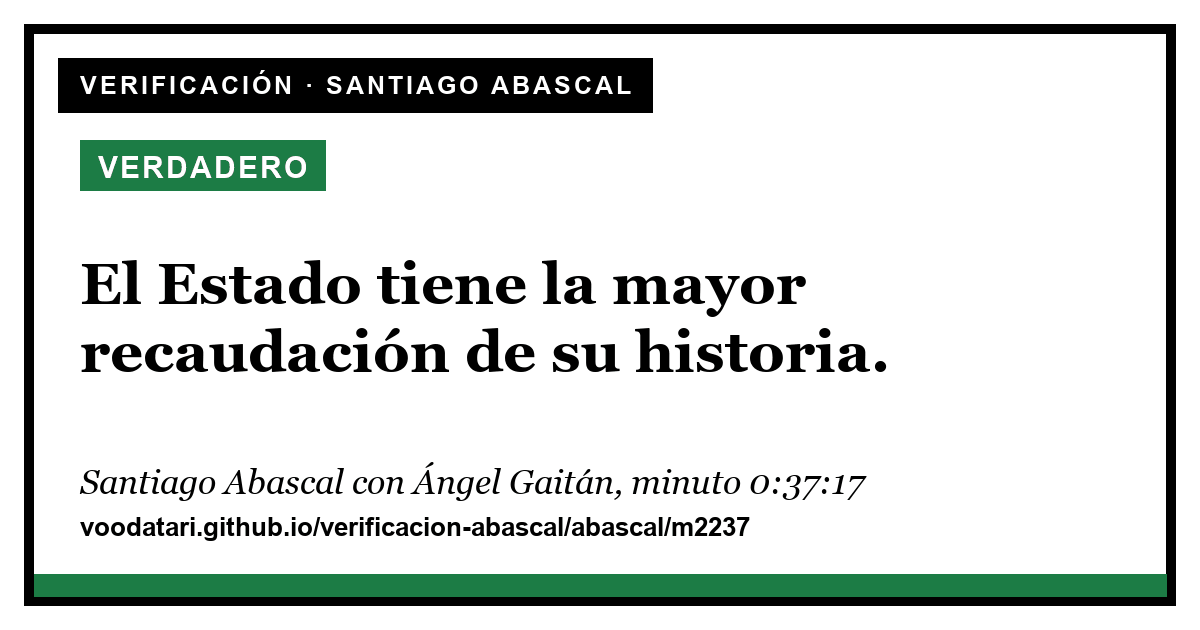 VERIFICACIÓN · SANTIAGO ABASCAL
VERDADERO
El Estado tiene la mayor
recaudación de su historia.
Santiago Abascal con Ángel Gaitán, minuto 0:37:17
voodatari.github.io/verificacion-abascal/abascal/m2237